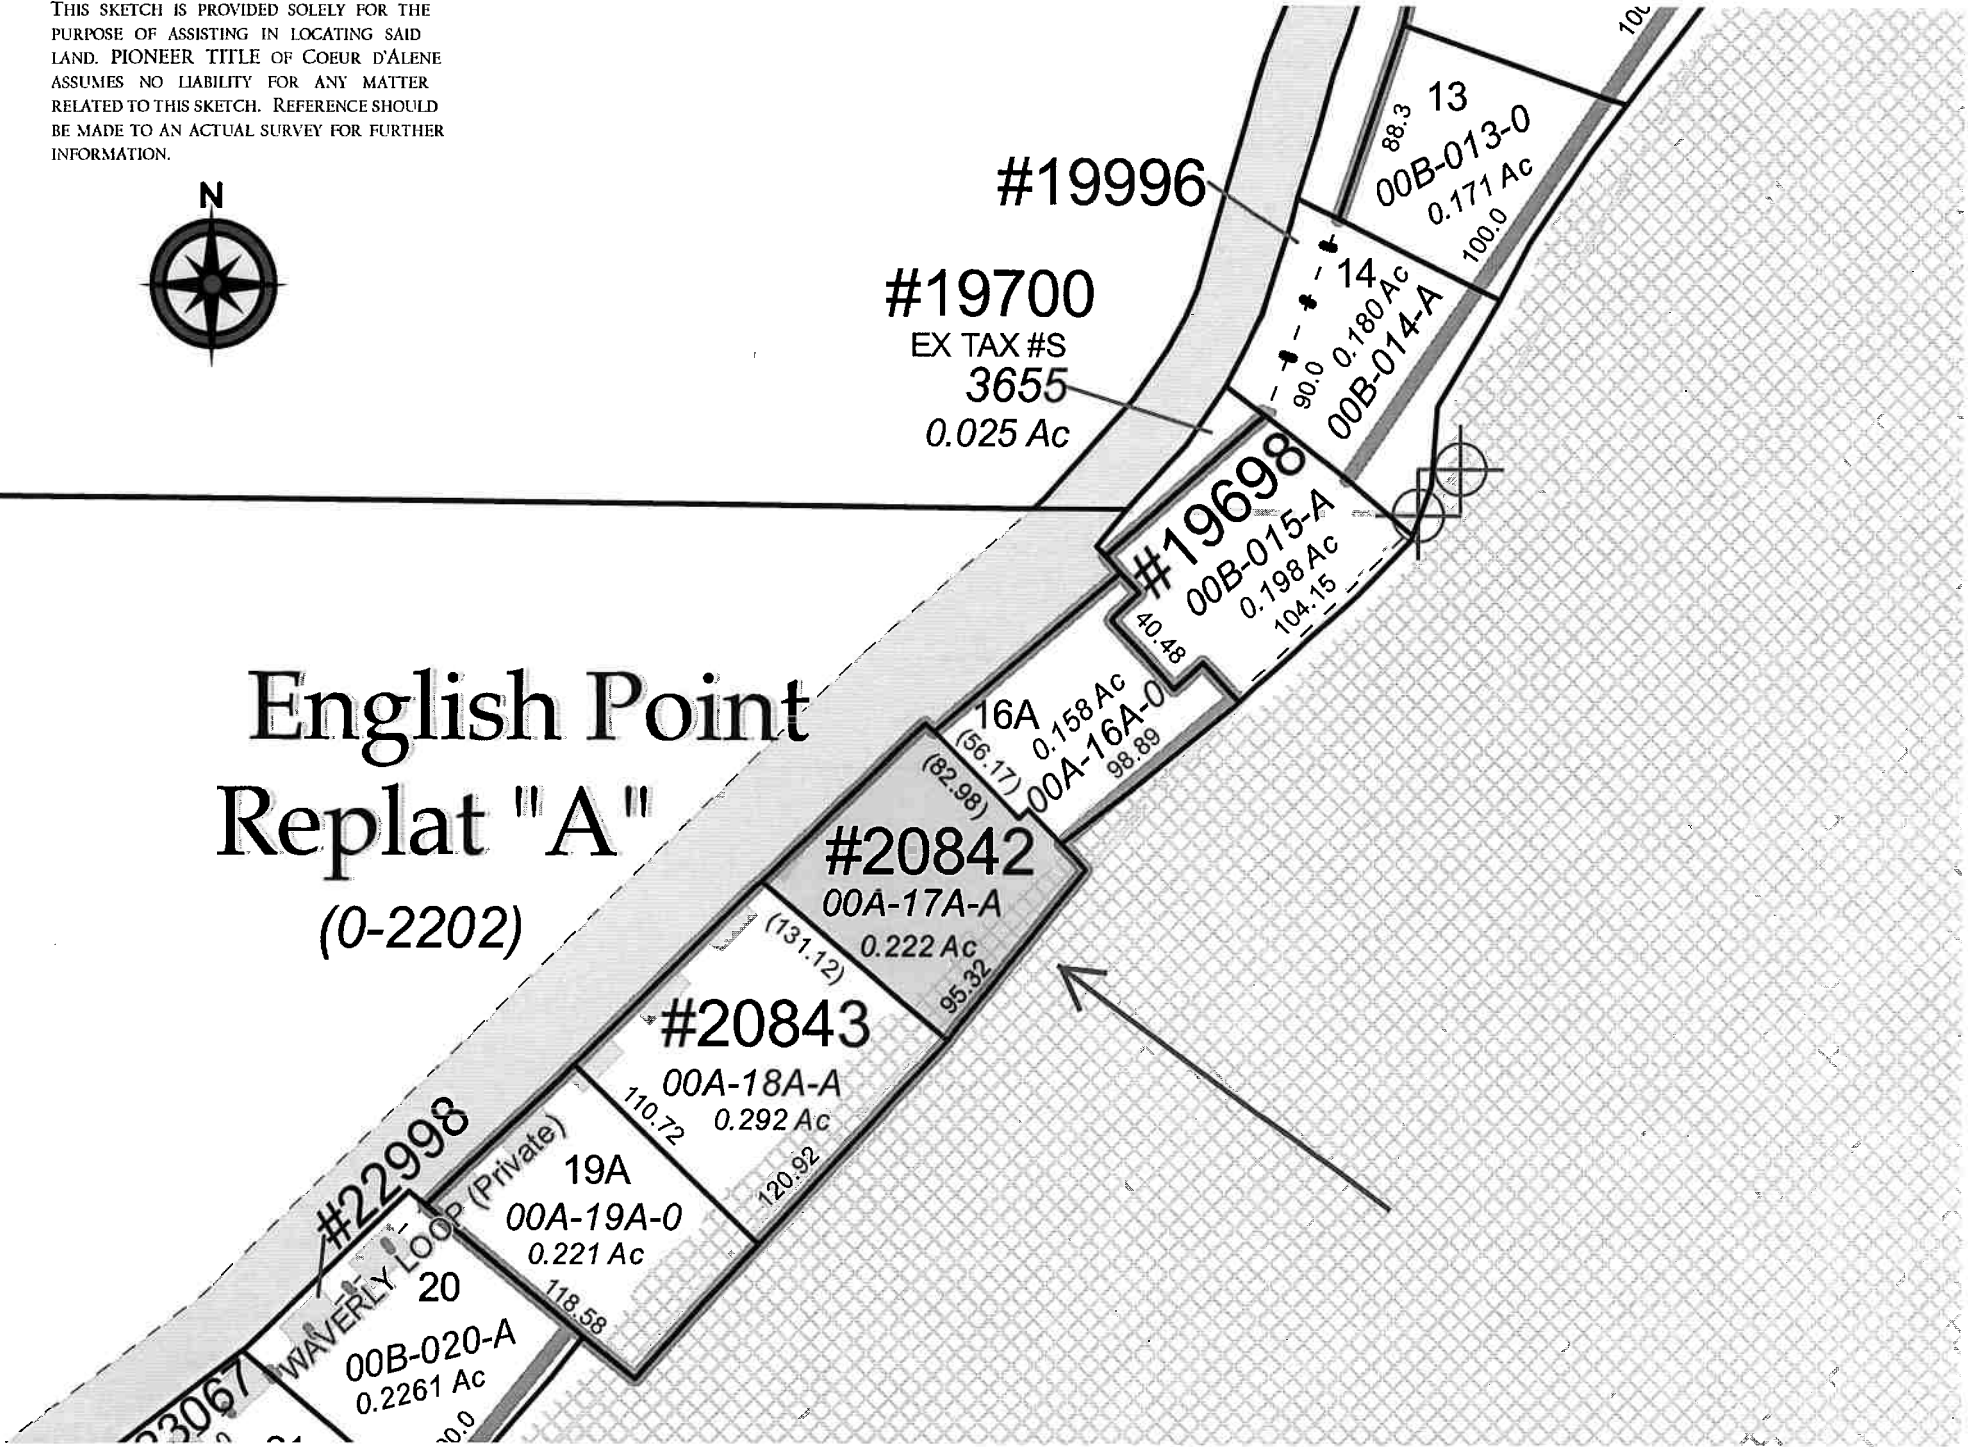 THIS SKETCH IS PROVIDED SOLELY FOR THE
PURPOSE OF ASSISTING IN LOCATING SAID
LAND. PIONEER TITLE OF COEUR D'ALENE
ASSUMES NO LIABILITY FOR ANY MATTER
RELATED TO THIS SKETCH. REFERENCE SHOULD
BE MADE TO AN ACTUAL SURVEY FOR FURTHER
INFORMATION.
N
13
88.3
00B-013-0
0.171 Ac
100.0
#19996
14
0.180 Ac
90.0
00B-014-A
#19700
EX TAX #S
3655
0.025 Ac
#19698
00B-015-A
0.198 Ac
104.15
40.48
English Point
Replat "A"
(0-2202)
16A
0.158 Ac
(56.17)
00A-16A-0
98.89
(82.98)
#20842
00A-17A-A
0.222 Ac
95.32
(131.12)
#20843
00A-18A-A
0.292 Ac
110.72
120.92
19A
00A-19A-0
0.221 Ac
118.58
#22998
WAVERLY LOOP (Private)
20
00B-020-A
0.2261 Ac